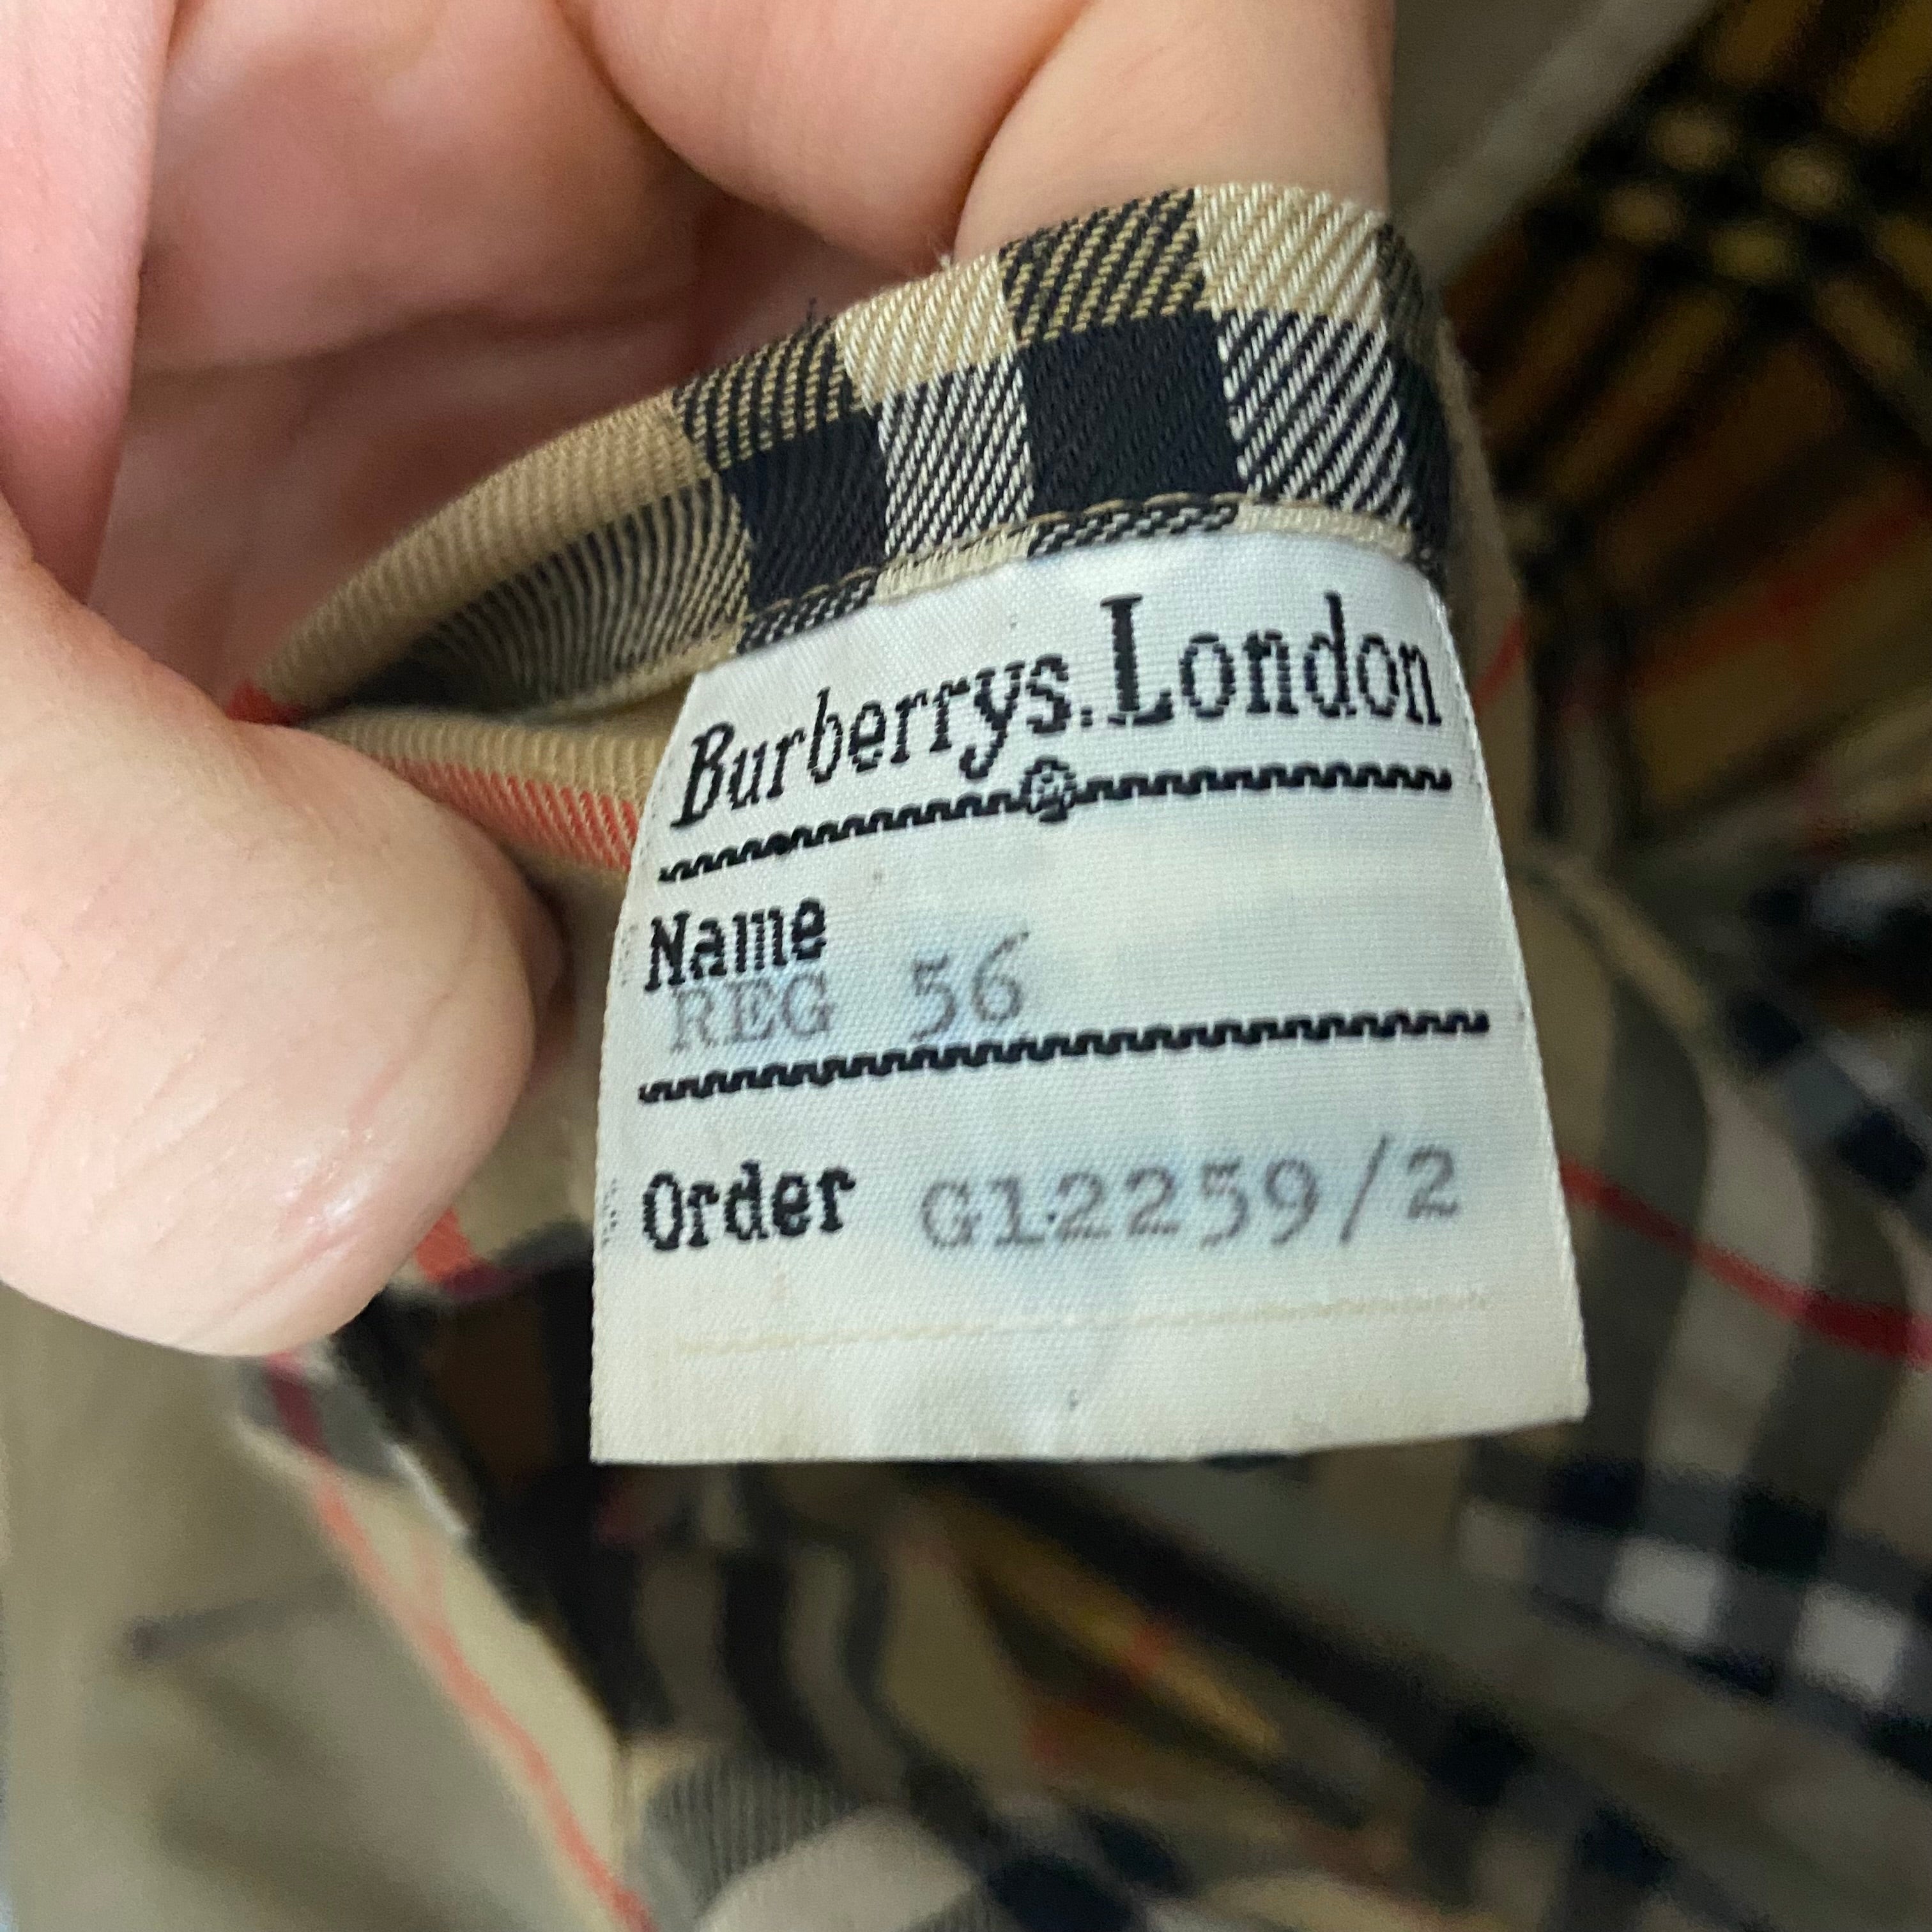 Burberrys.London
Name
REG 56
Order G12259/2